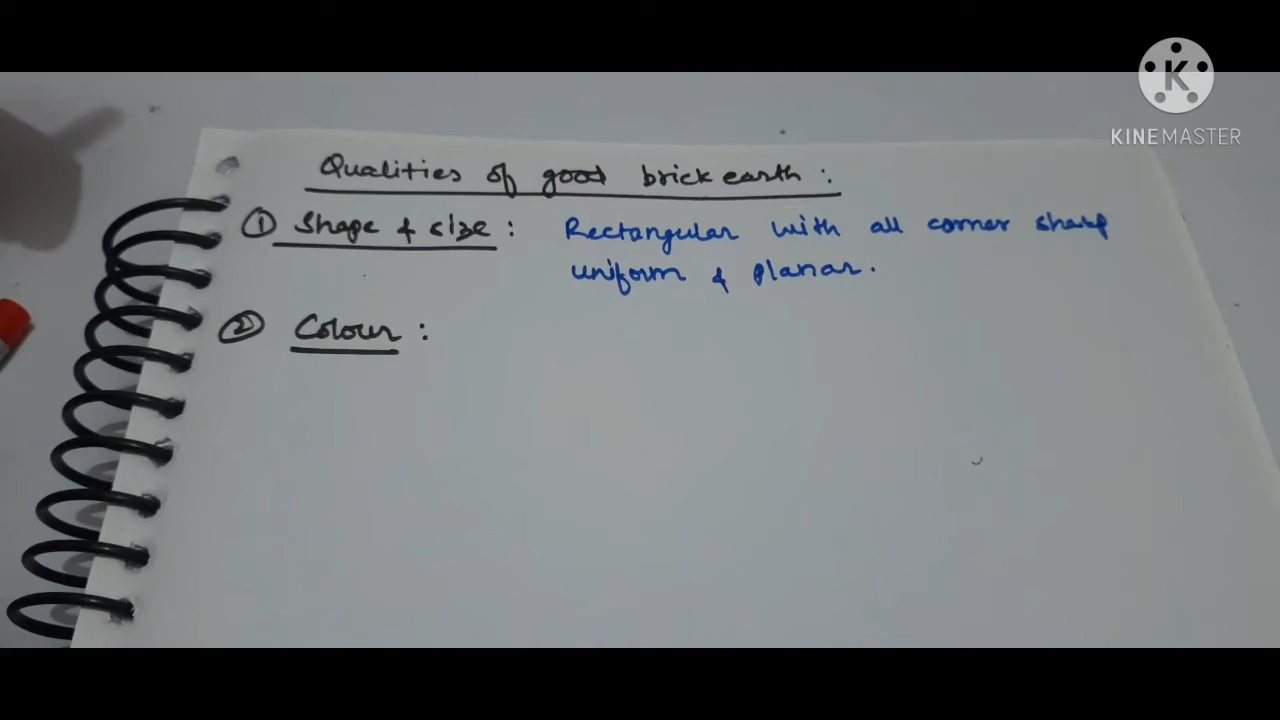 KINEMASTER
Qualities of good brick earth :
① Shape & size : Rectangular with all corner sharp
uniform & planar.
② Colour :